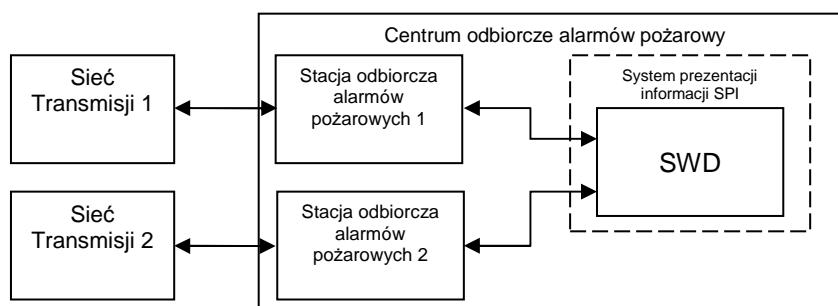 Centrum odbiorcze alarmów pożarowy
Sieć
Transmisji 1
Stacja odbiorcza
alarmów
pożarowych 1
System prezentacji
informacji SPI
SWD
Sieć
Transmisji 2
Stacja odbiorcza
alarmów
pożarowych 2